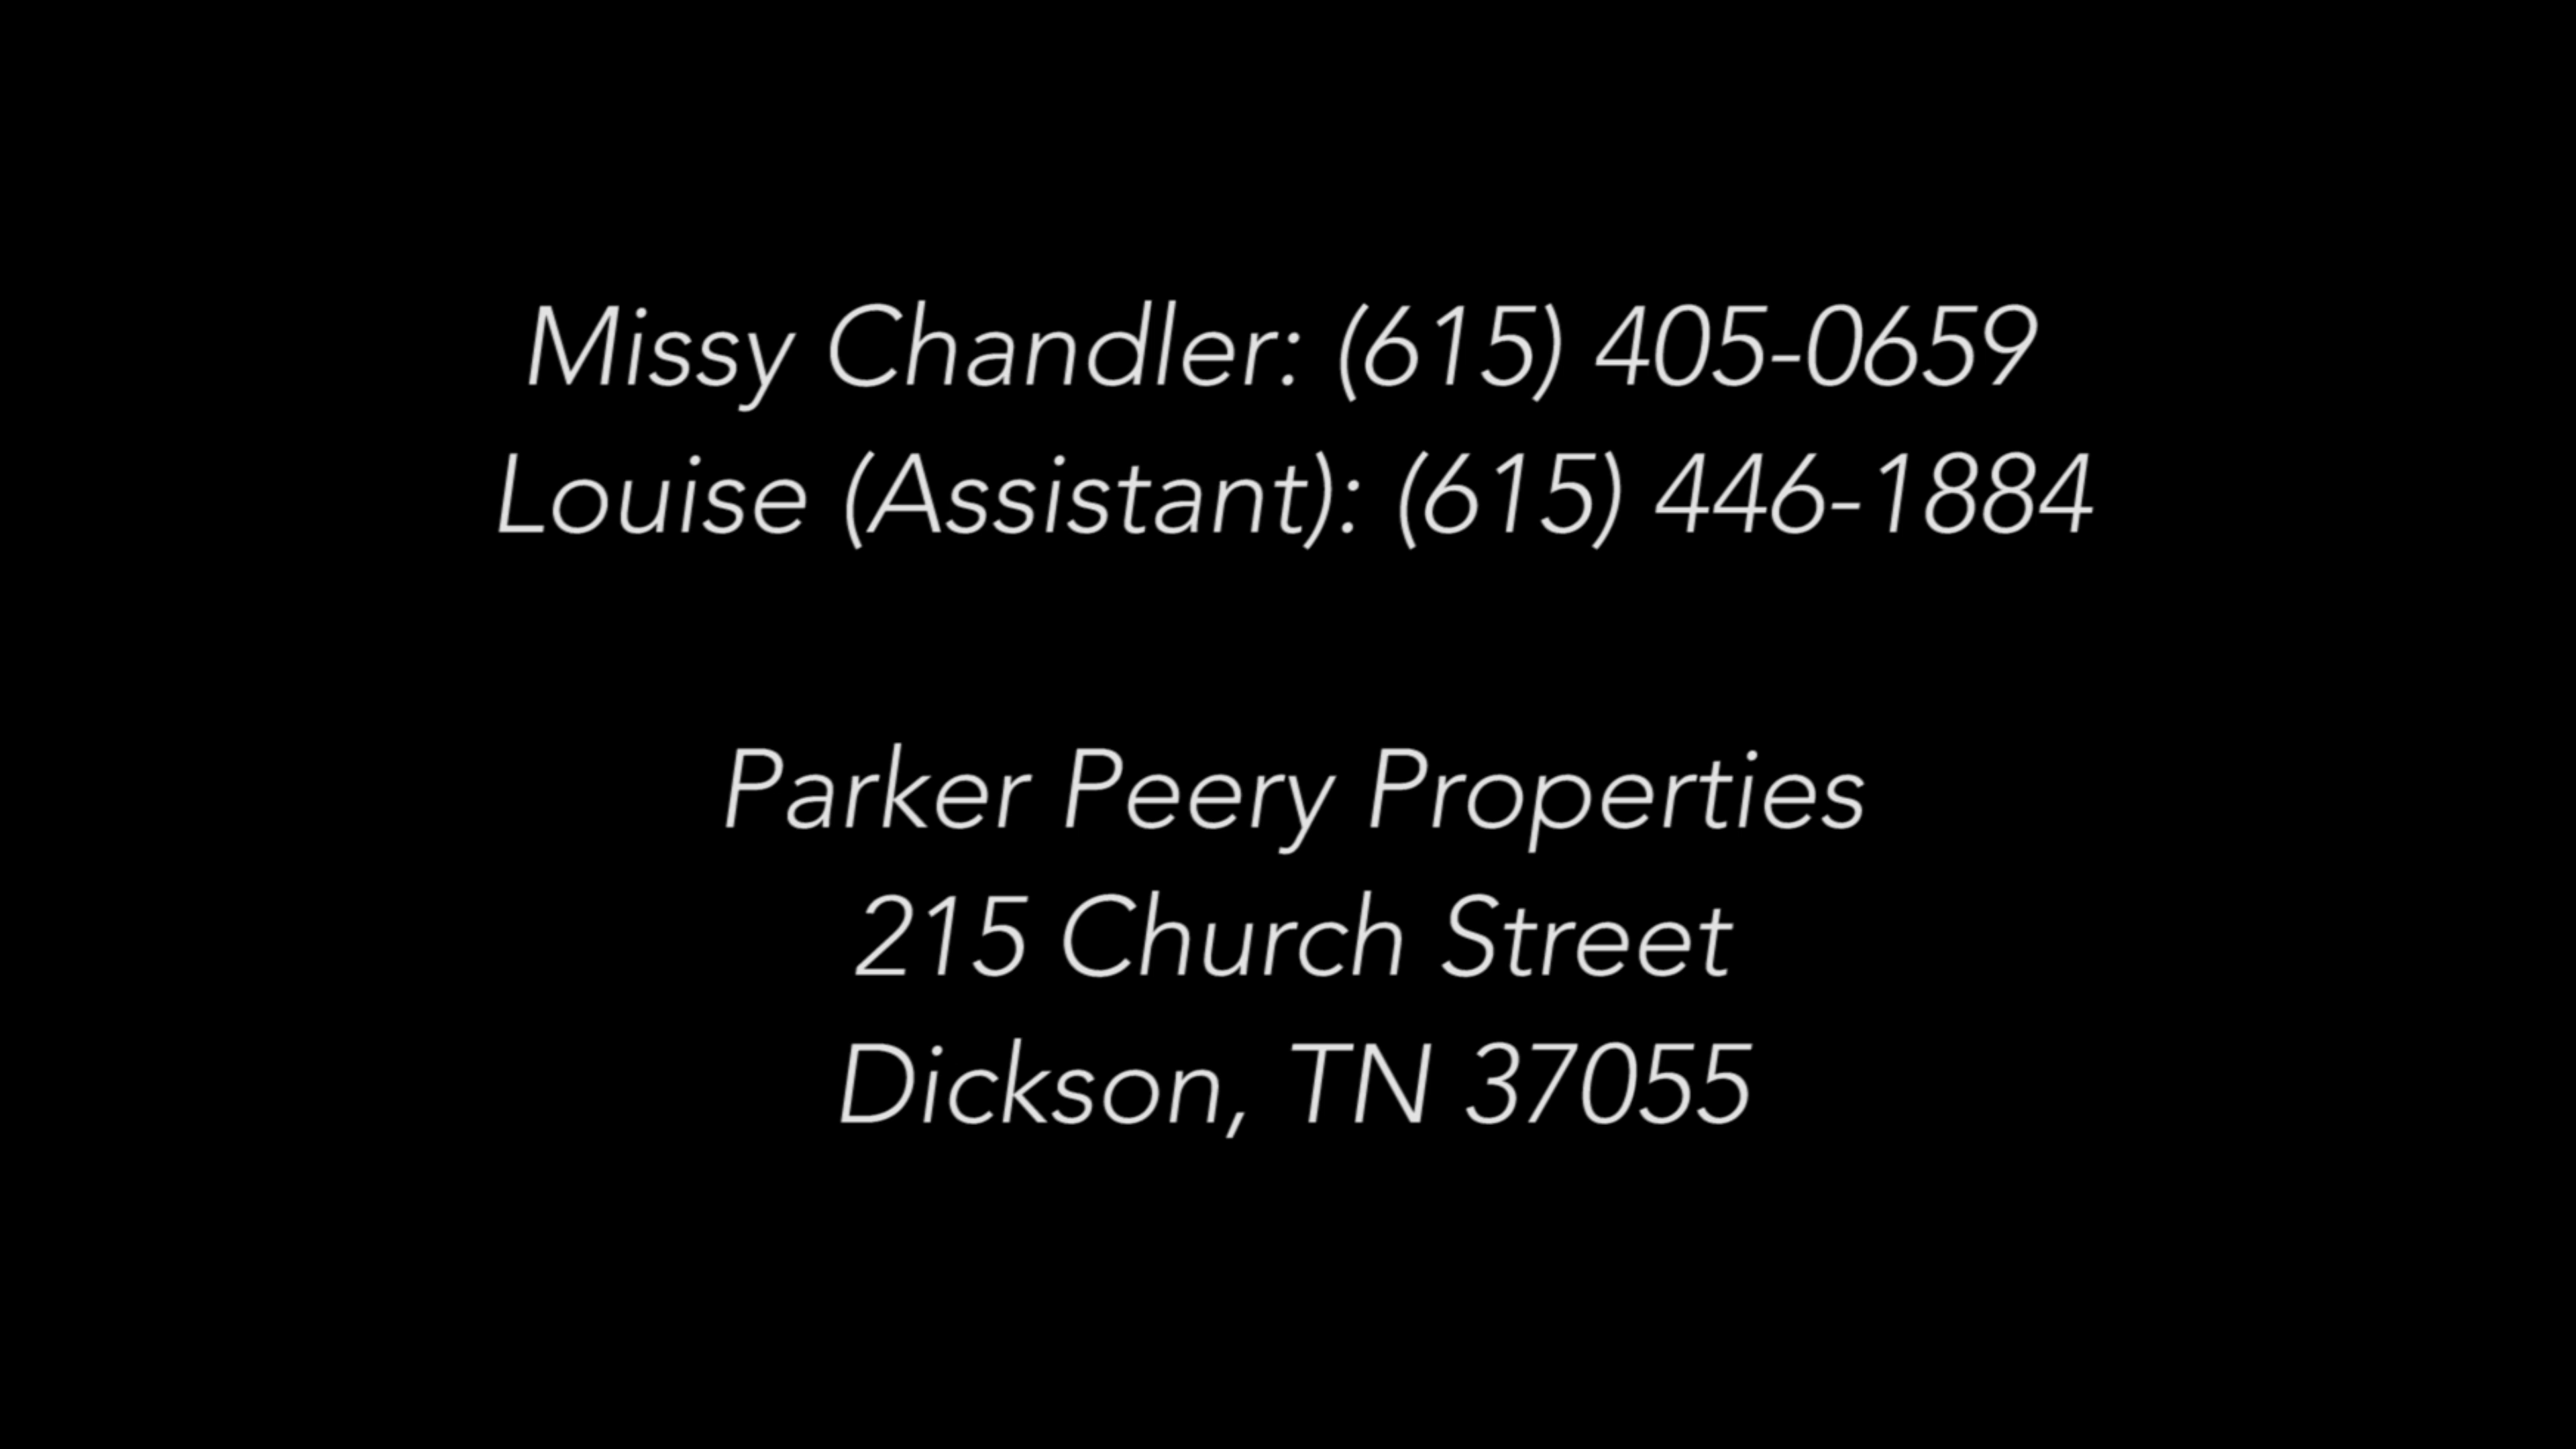 Missy Chandler: (615) 405-0659
Louise (Assistant): (615) 446-1884
Parker Peery Properties
215 Church Street
Dickson, TN 37055